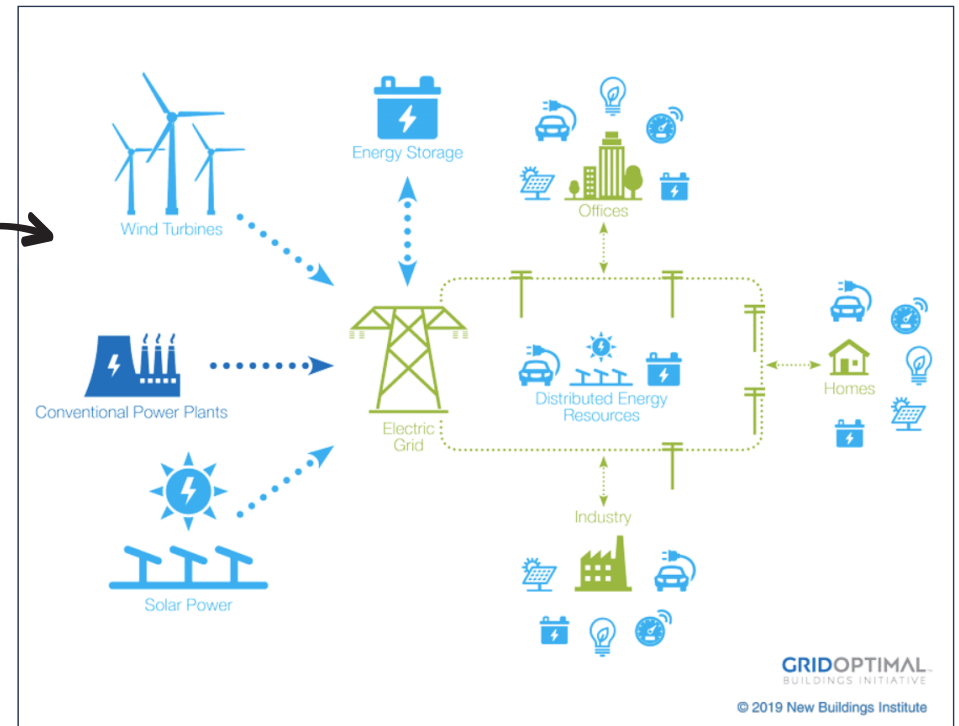 Energy Storage
Wind Turbines
Offices
Conventional Power Plants
Electric
Grid
Distributed Energy
Resources
Homes
Industry
Solar Power
GRIDOPTIMAL
BUILDINGS INITIATIVE
© 2019 New Buildings Institute